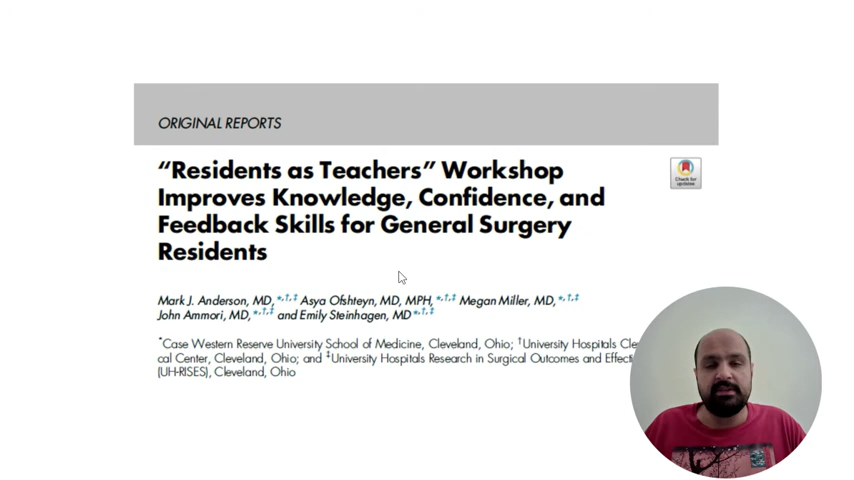 ORIGINAL REPORTS
“Residents as Teachers” Workshop
Improves Knowledge, Confidence, and
Feedback Skills for General Surgery
Residents
Check for
updates
Mark J. Anderson, MD,*,†,‡ Asya Ofshteyn, MD, MPH,*,†,‡ Megan Miller, MD,*,†,‡
John Ammori, MD,*,†,‡ and Emily Steinhagen, MD*,†,‡
*Case Western Reserve University School of Medicine, Cleveland, Ohio; †University Hospitals
cal Center, Cleveland, Ohio; and ‡University Hospitals Research in Surgical Outcomes and
(UH-RISES), Cleveland, Ohio